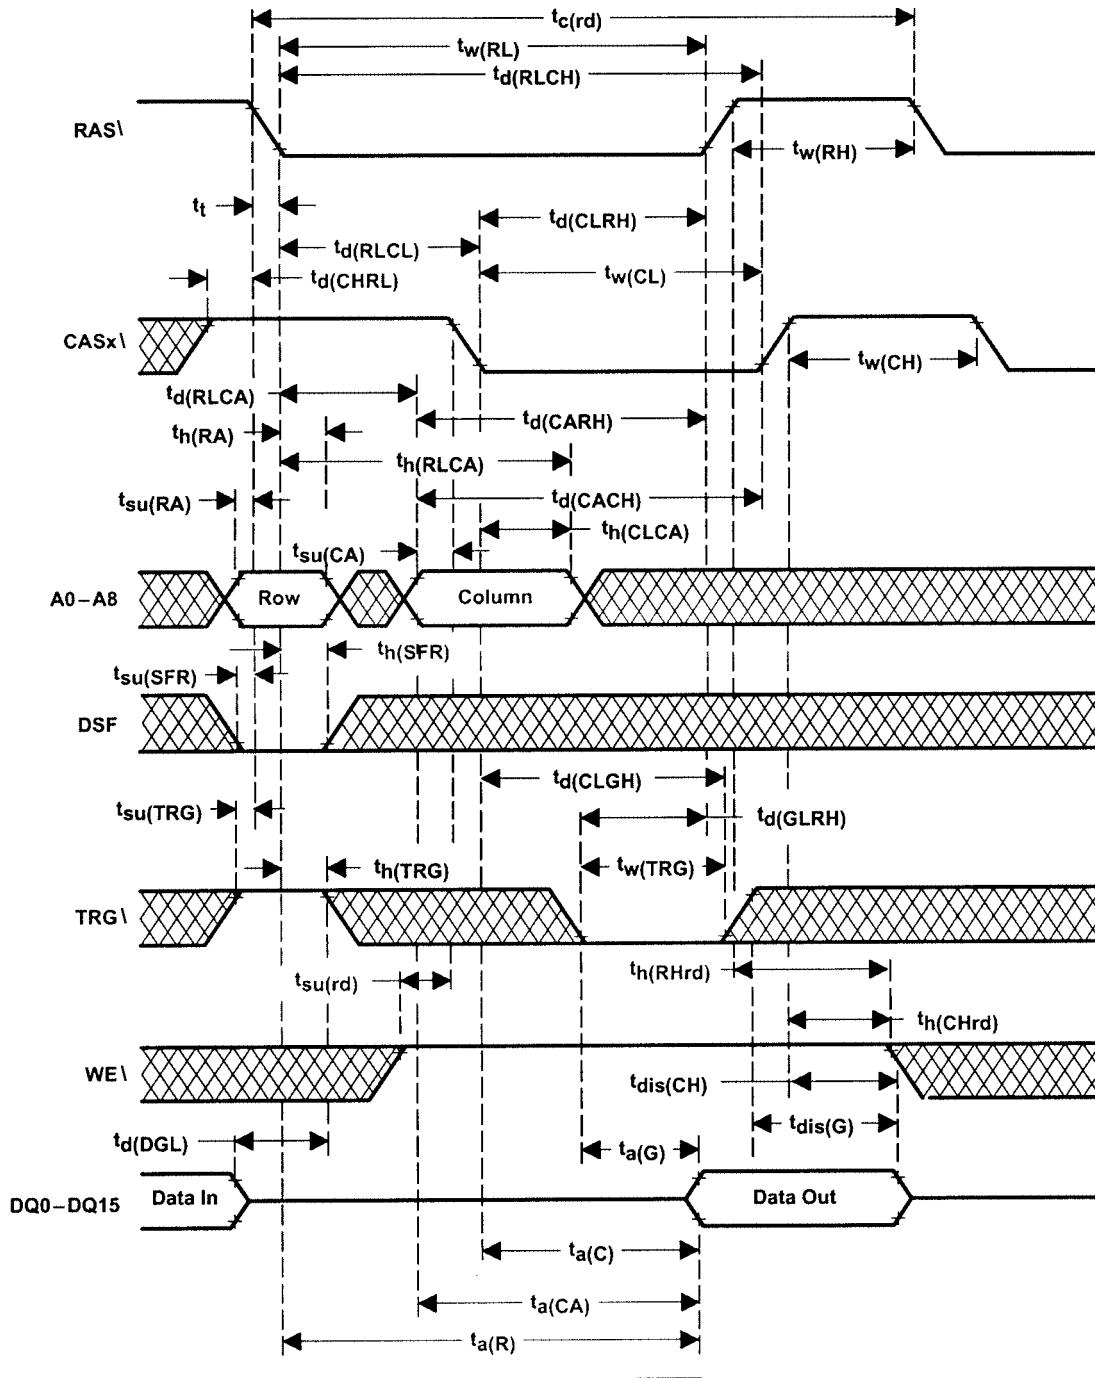 tc(rd)
tw(RL)
td(RLCH)
RAS\
tw(RH)
tt
td(CLRH)
td(RLCL)
td(CHRL)
tw(CL)
CASx\
tw(CH)
td(RLCA)
td(CARH)
th(RA)
th(RLCA)
tsu(RA)
td(CACH)
th(CLCA)
tsu(CA)
A0–A8
Row
Column
th(SFR)
tsu(SFR)
DSF
td(CLGH)
tsu(TRG)
td(GLRH)
th(TRG)
tw(TRG)
TRG\
tsu(rd)
th(RHrd)
th(CHrd)
WE\
tdis(CH)
tdis(G)
td(DGL)
ta(G)
DQ0–DQ15
Data In
Data Out
ta(C)
ta(CA)
ta(R)